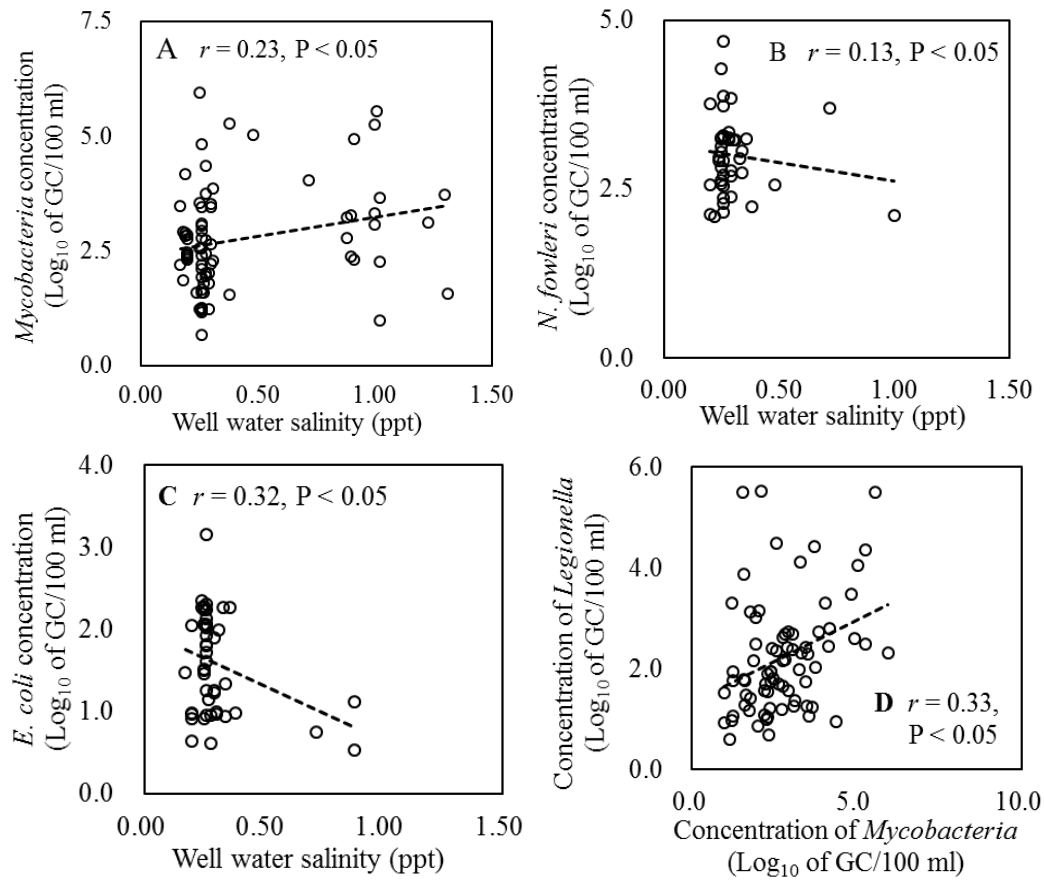 A r = 0.23, P < 0.05
Mycobacteria concentration
(Log10 of GC/100 ml)
7.5
5.0
2.5
0.0
0.00 0.50 1.00 1.50
Well water salinity (ppt)
B r = 0.13, P < 0.05
N. fowleri concentration
(Log10 of GC/100 ml)
5.0
0.0
0.00 0.50 1.00 1.50
Well water salinity (ppt)
C r = 0.32, P < 0.05
E. coli concentration
(Log10 of GC/100 ml)
4.0
3.0
2.0
1.0
0.0
0.00 0.50 1.00 1.50
Well water salinity (ppt)
Concentration of Legionella
(Log10 of GC/100 ml)
6.0
4.0
2.0
0.0
D r = 0.33,
P < 0.05
0.0 5.0 10.0
Concentration of Mycobacteria
(Log10 of GC/100 ml)